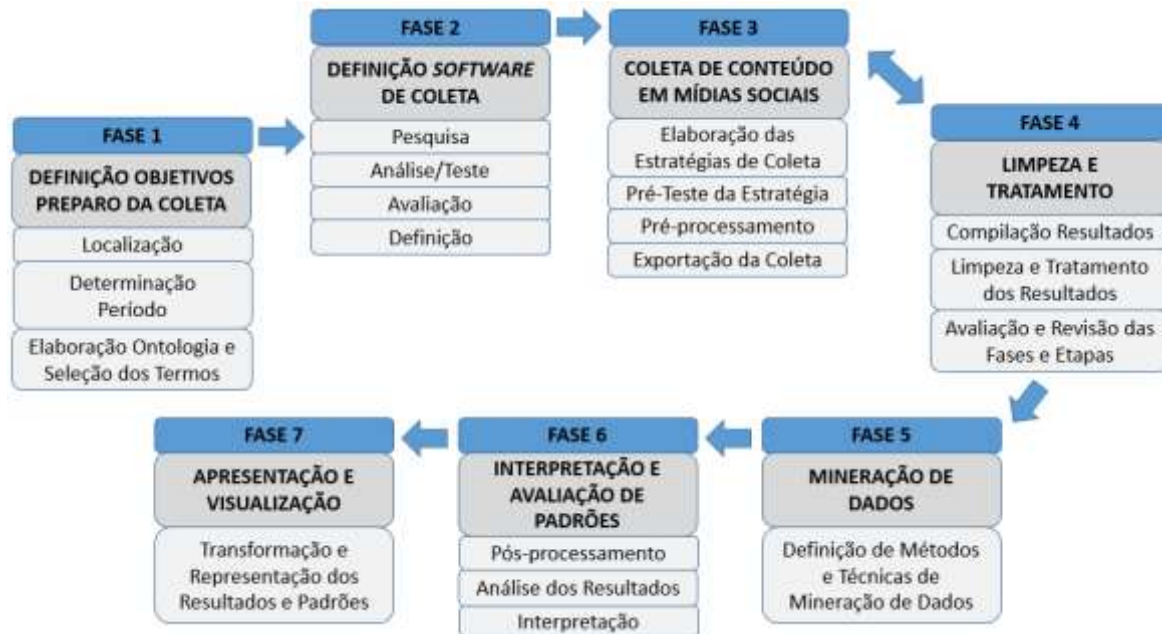 FASE 1
DEFINIÇÃO OBJETIVOS
PREPARO DA COLETA
Localização
Determinação
Período
Elaboração Ontologia e
Seleção dos Termos
FASE 2
DEFINIÇÃO SOFTWARE
DE COLETA
Pesquisa
Análise/Teste
Avaliação
Definição
FASE 3
COLETA DE CONTEÚDO
EM MÍDIAS SOCIAIS
Elaboração das
Estratégias de Coleta
Pré-Teste da Estratégia
Pré-processamento
Exportação da Coleta
FASE 4
LIMPEZA E
TRATAMENTO
Compilação Resultados
Limpeza e Tratamento
dos Resultados
Avaliação e Revisão das
Fases e Etapas
FASE 5
MINERAÇÃO DE
DADOS
Definição de Métodos
e Técnicas de
Mineração de Dados
FASE 6
INTERPRETAÇÃO E
AVALIAÇÃO DE
PADRÕES
Pós-processamento
Análise dos Resultados
Interpretação
FASE 7
APRESENTAÇÃO E
VISUALIZAÇÃO
Transformação e
Representação dos
Resultados e Padrões